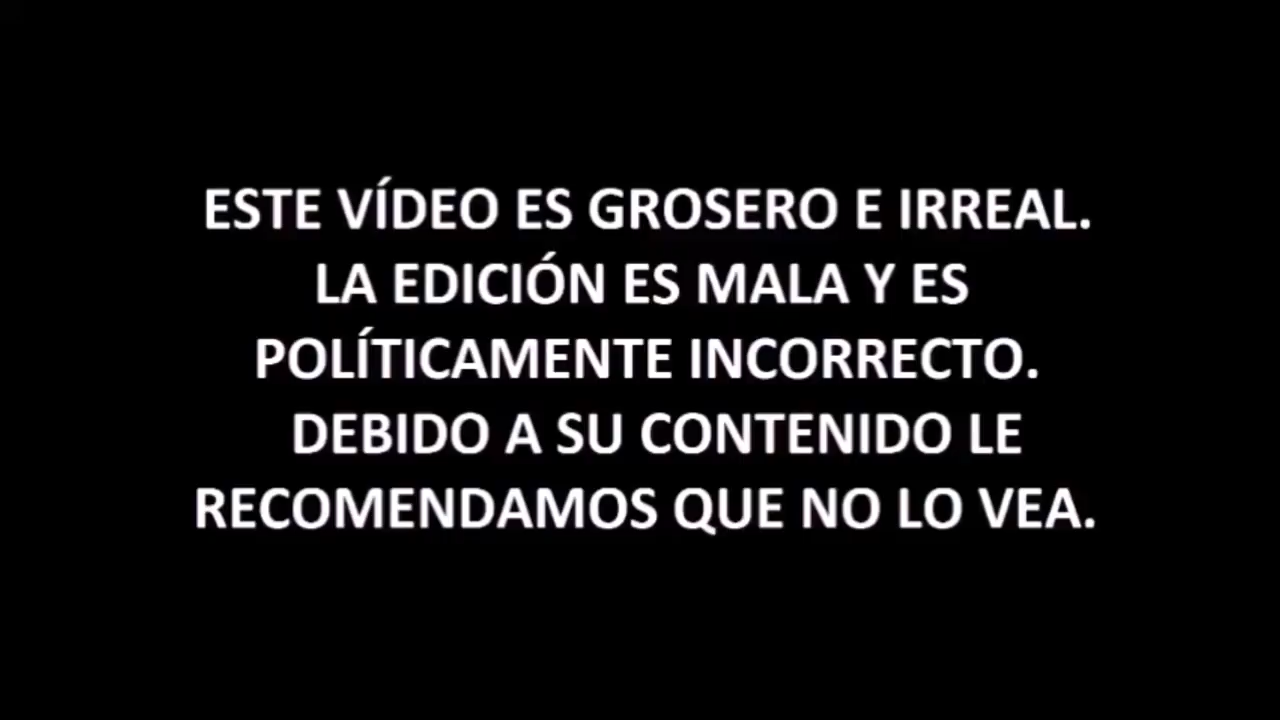 ESTE VÍDEO ES GROSERO E IRREAL.
LA EDICIÓN ES MALA Y ES
POLÍTICAMENTE INCORRECTO.
DEBIDO A SU CONTENIDO LE
RECOMENDAMOS QUE NO LO VEA.